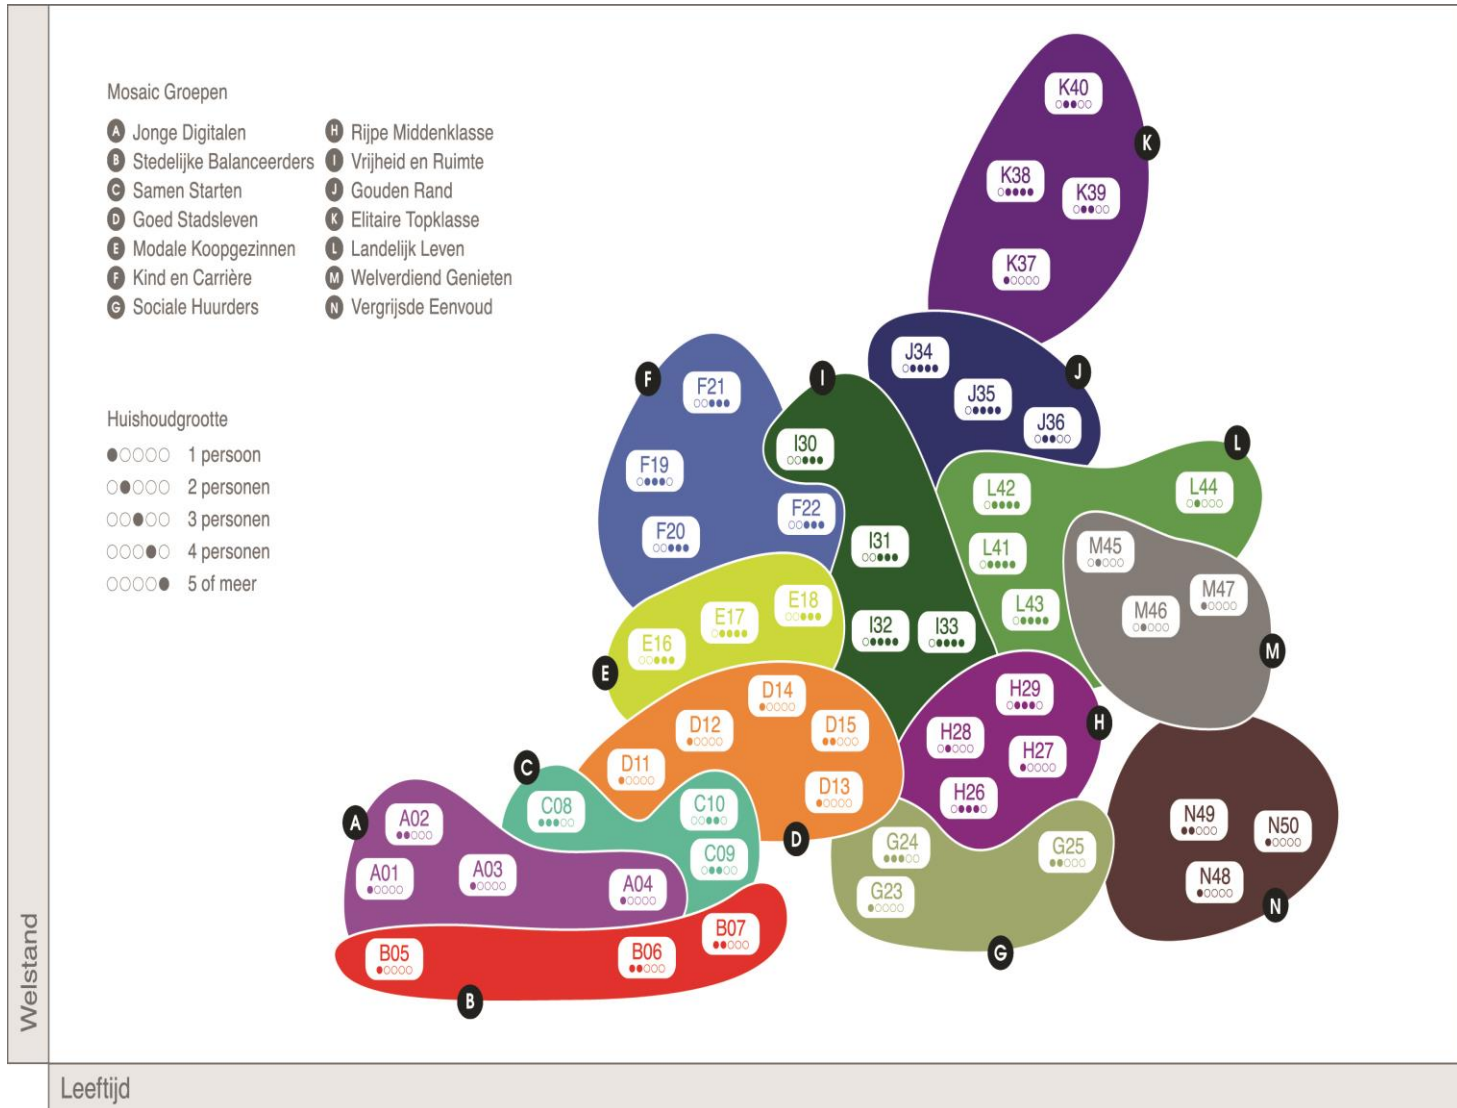 Mosaic Groepen
A Jonge Digitalen
B Stedelijke Balanceerders
C Samen Starten
D Goed Stadsleven
E Modale Koopgezinnen
F Kind en Carrière
G Sociale Huurders
H Rijpe Middenklasse
I Vrijheid en Ruimte
J Gouden Rand
K Elitaire Topklasse
L Landelijk Leven
M Welverdiend Genieten
N Vergrijsde Eenvoud
Huishoudgrootte
1 persoon
2 personen
3 personen
4 personen
5 of meer
K40
K
K38
K39
K37
J34
J
J35
J36
F
F21
F19
F20
F22
I
I30
I31
I32
I33
L
L42
L44
L41
L43
M45
M47
M46
M
E18
E17
E16
E
D14
D12
D15
D11
D13
D
H29
H28
H
H27
H26
C
C08
C10
C09
A
A02
A01
A03
A04
B05
B06
B07
B
G24
G25
G23
G
N49
N50
N48
N
Welstand
Leeftijd